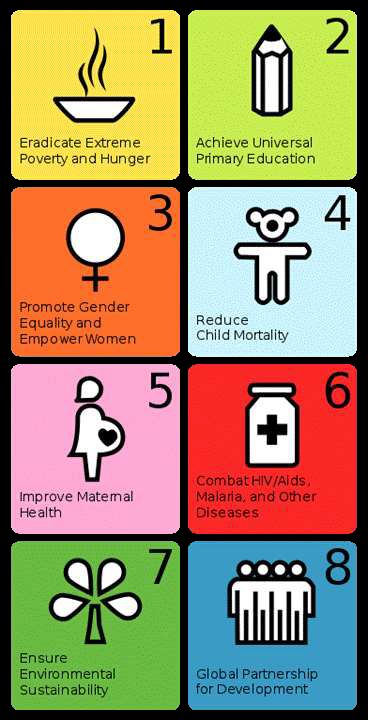 1
Eradicate Extreme
Poverty and Hunger
2
Achieve Universal
Primary Education
3
Promote Gender
Equality and
Empower Women
4
Reduce
Child Mortality
5
Improve Maternal
Health
6
Combat HIV/Aids,
Malaria, and Other
Diseases
7
Ensure
Environmental
Sustainability
8
Global Partnership
for Development